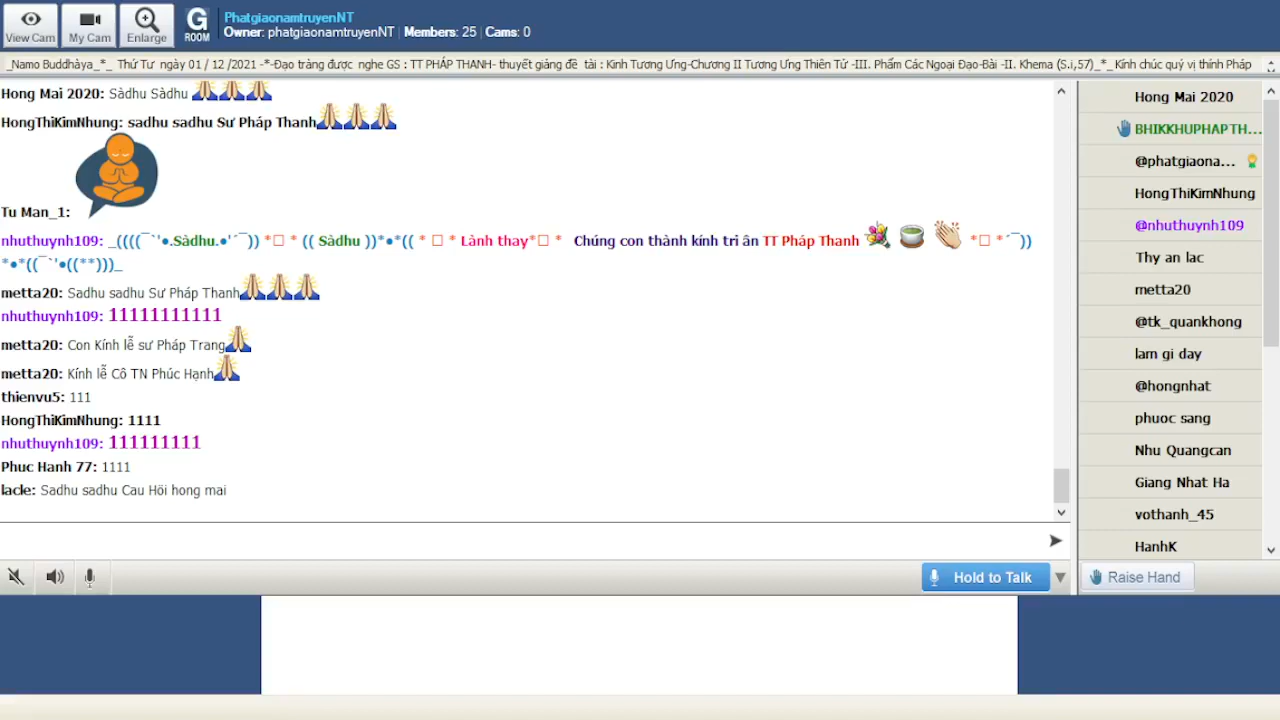 View Cam
My Cam
Enlarge
G ROOM
PhatgiaonamtruyenNT
Owner: phatgiaonamtruyenNT | Members: 25 | Cams: 0
_Namo Buddhàya_*_ Thứ Tư ngày 01 / 12 /2021 -*-Đạo tràng được nghe GS : TT PHÁP THANH- thuyết giảng đề tài : Kinh Tương Ưng-Chương II Tương Ưng Thiên Tử -III. Phẩm Các Ngoại Đạo-Bài -II. Khema (S.i,57)_*_ Kính chúc quý vị thính Pháp
Hong Mai 2020: Sàdhu Sàdhu
HongThiKimNhung: sadhu sadhu Sư Pháp Thanh
Tu Man_1:
nhuthuynh109: _((((¯`'•.Sàdhu.•'´¯)) *□ * (( Sàdhu ))*•*(( * □ * Lành thay*□ * Chúng con thành kính tri ân TT Pháp Thanh *□ *´¯))
*•*((¯`'•((**)))_
metta20: Sadhu sadhu Sư Pháp Thanh
nhuthuynh109: 11111111111
metta20: Con Kính lễ sư Pháp Trang
metta20: Kính lễ Cô TN Phúc Hạnh
thienvu5: 111
HongThiKimNhung: 1111
nhuthuynh109: 111111111
Phuc Hanh 77: 1111
lacle: Sadhu sadhu Cau Hõi hong mai
Hong Mai 2020
BHIKKHUPHAPTH...
@phatgiaona...
HongThiKimNhung
@nhuthuynh109
Thy an lac
metta20
@tk_quankhong
lam gi day
@hongnhat
phuoc sang
Nhu Quangcan
Giang Nhat Ha
vothanh_45
HanhK
Hold to Talk
Raise Hand